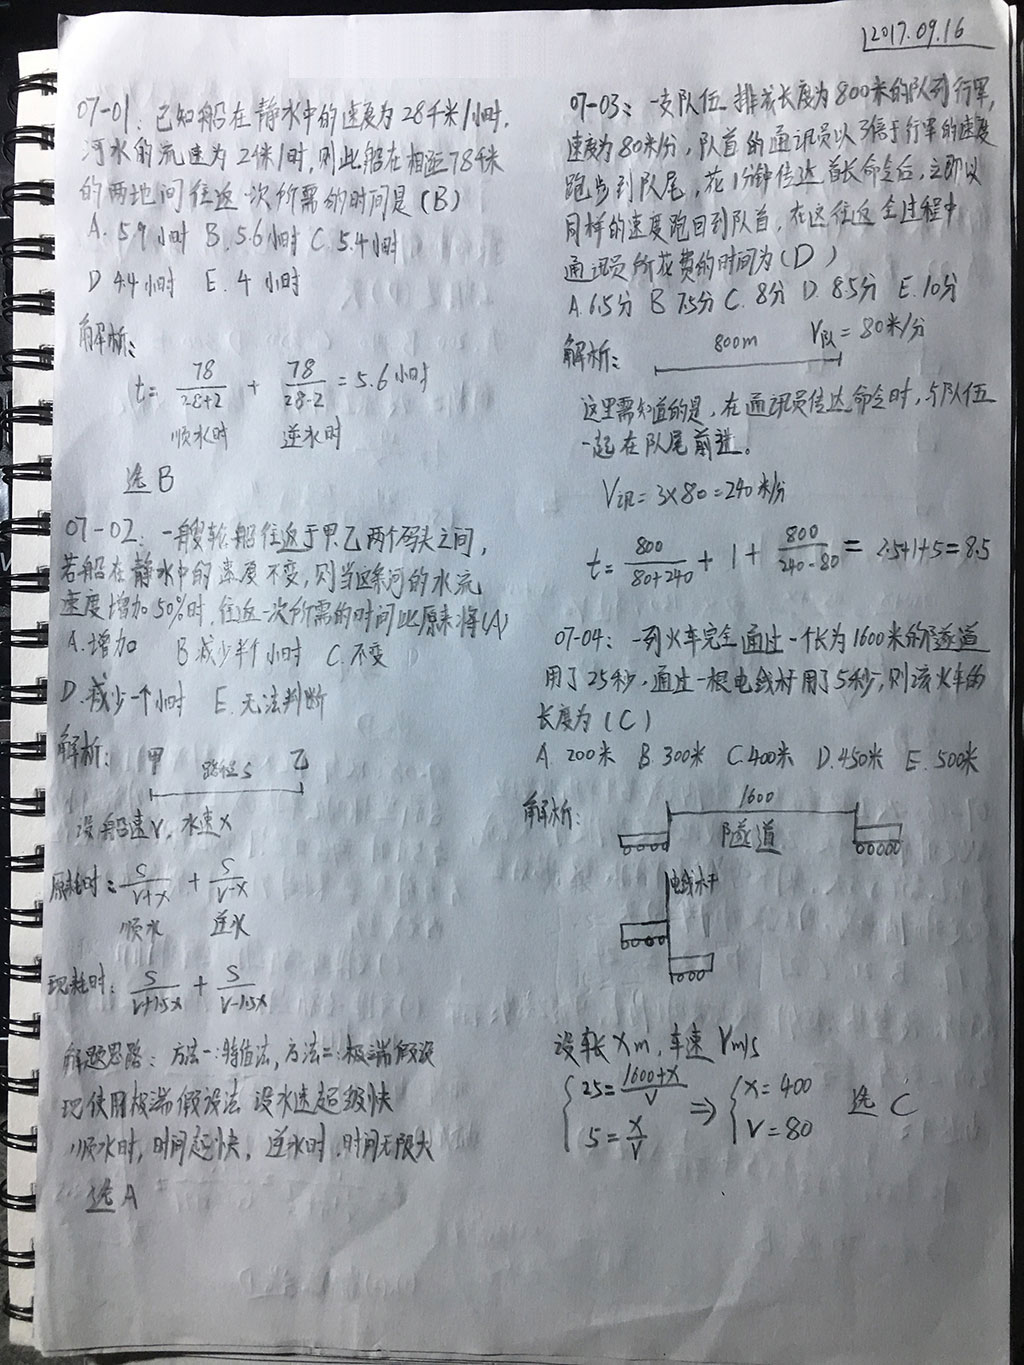 2017.09.16
07-01: 已知船在静水中的速度为28千米/小时,
河水的流速为2千米/时,则此船在相距78千米
的两地间往返一次所需的时间是(B)
A. 5.9小时 B. 5.6小时 C. 5.4小时
D 4.4小时 E. 4小时
解析:
t= 78/28+2 + 78/28-2 = 5.6小时
顺水时 逆水时
选B
07-02: 一艘轮船往返于甲乙两个码头之间,
若船在静水中的速度不变,则当这条河的水流
速度增加50%时,往返一次所需的时间比原来将(A)
A. 增加 B 减少半个小时 C. 不变
D. 减少一个小时 E. 无法判断
解析: 甲 路程S 乙
设船速V, 水速X
原耗时: S/V+X + S/V-X
顺水 逆水
现耗时: S/V+1.5X + S/V-1.5X
解题思路: 方法一:特值法, 方法二:极端假设
现使用极端假设法 设水速超级快
顺水时, 时间越快, 逆水时, 时间无限大
选A
07-03: 一支队伍排成长度为800米的队列行军,
速度为80米/分, 队首的通讯员以3倍于行军的速度
跑步到队尾, 花1分钟传达首长命令后, 立即以
同样的速度跑回到队首, 在这往返全过程中
通讯员所花费的时间为(D)
A. 6.5分 B 7.5分 C. 8分 D. 8.5分 E. 10分
解析: 800m V队=80米/分
这里需知道的是, 在通讯员传达命令时, 与队伍
一起在队尾前进。
V讯=3×80=240米/分
t= 800/80+240 + 1 + 800/240-80 = 2.5+1+5=8.5
07-04: 一列火车完全通过一个长为1600米的隧道
用了25秒, 通过一根电线杆用了5秒, 则该火车的
长度为(C)
A. 200米 B. 300米 C. 400米 D. 450米 E. 500米
解析: 1600
隧道
电线杆
设车长Xm, 车速Vm/s
{25=1600+X/V ⇒ {X=400 选C
5=X/V V=80